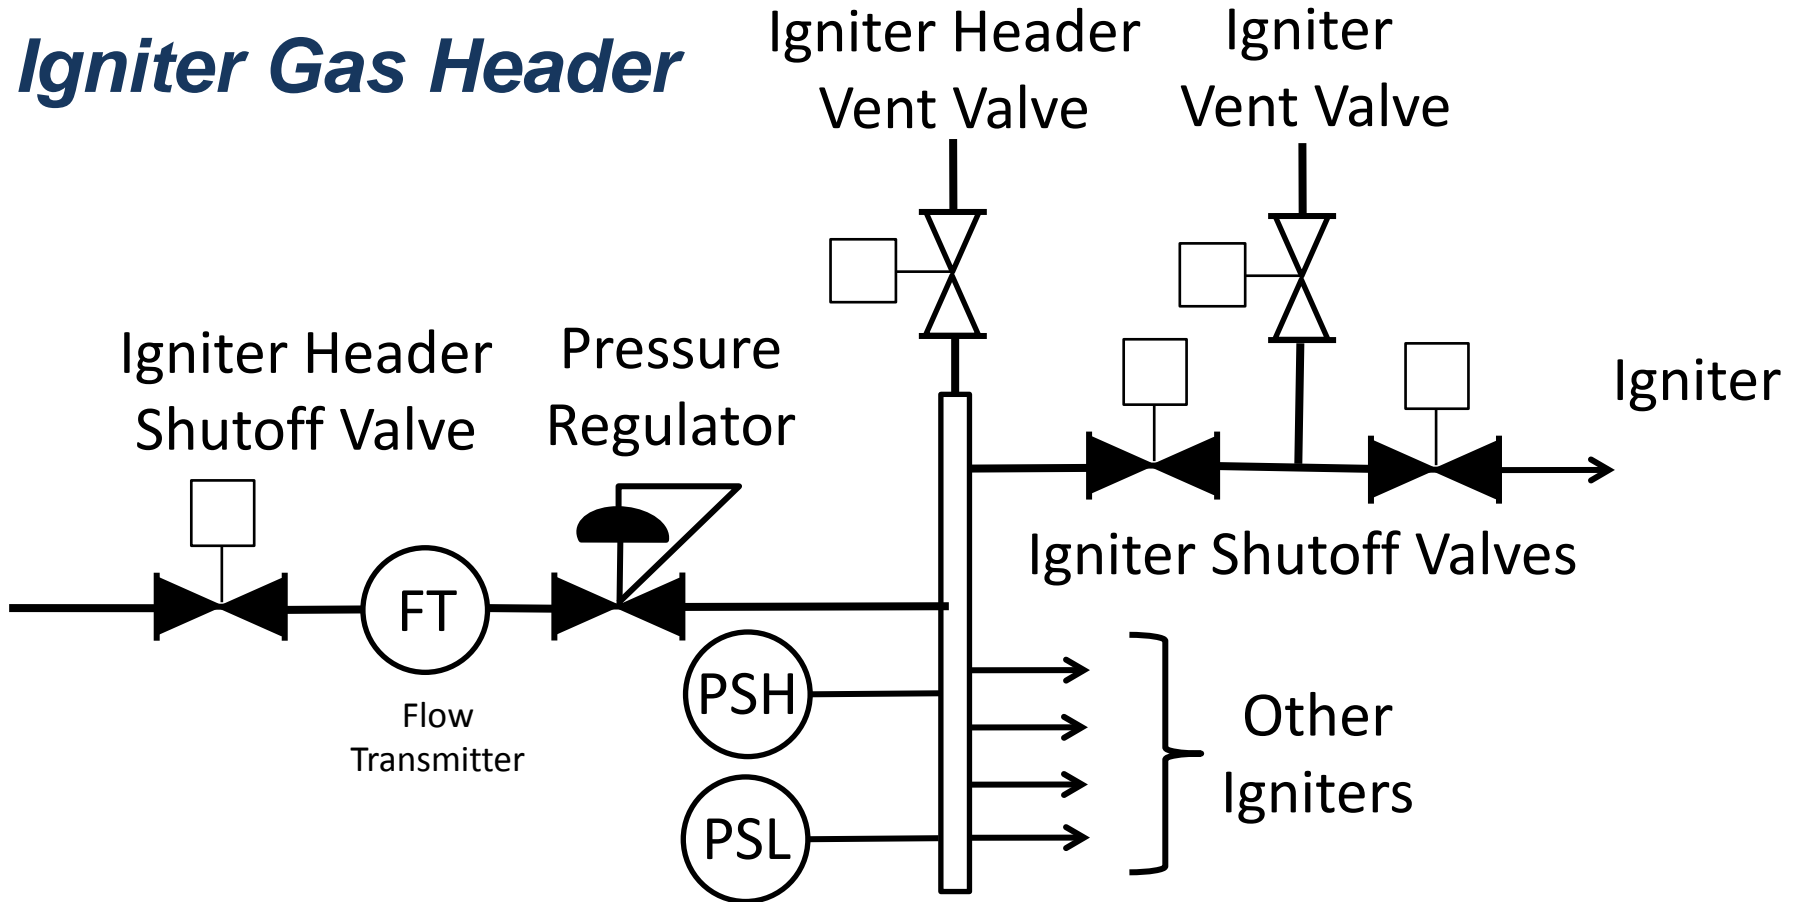 Igniter Gas Header
Igniter Header
Vent Valve
Igniter
Vent Valve
Igniter Header
Shutoff Valve
Pressure
Regulator
Igniter
Igniter Shutoff Valves
FT
Flow
Transmitter
PSH
PSL
Other
Igniters